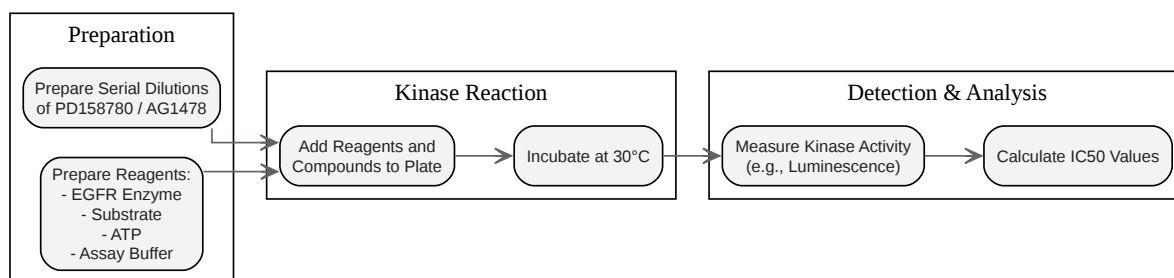 Preparation
Prepare Serial Dilutions
of PD158780 / AG1478
Prepare Reagents:
- EGFR Enzyme
- Substrate
- ATP
- Assay Buffer
Kinase Reaction
Add Reagents and
Compounds to Plate
Incubate at 30°C
Detection & Analysis
Measure Kinase Activity
(e.g., Luminescence)
Calculate IC50 Values